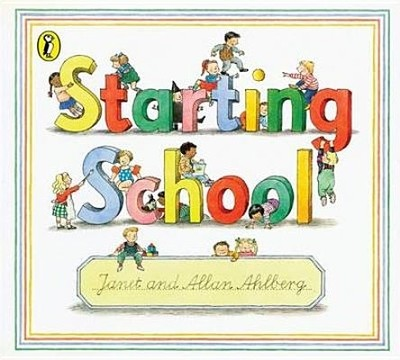 Starting
School
Janet and Allan Ahlberg